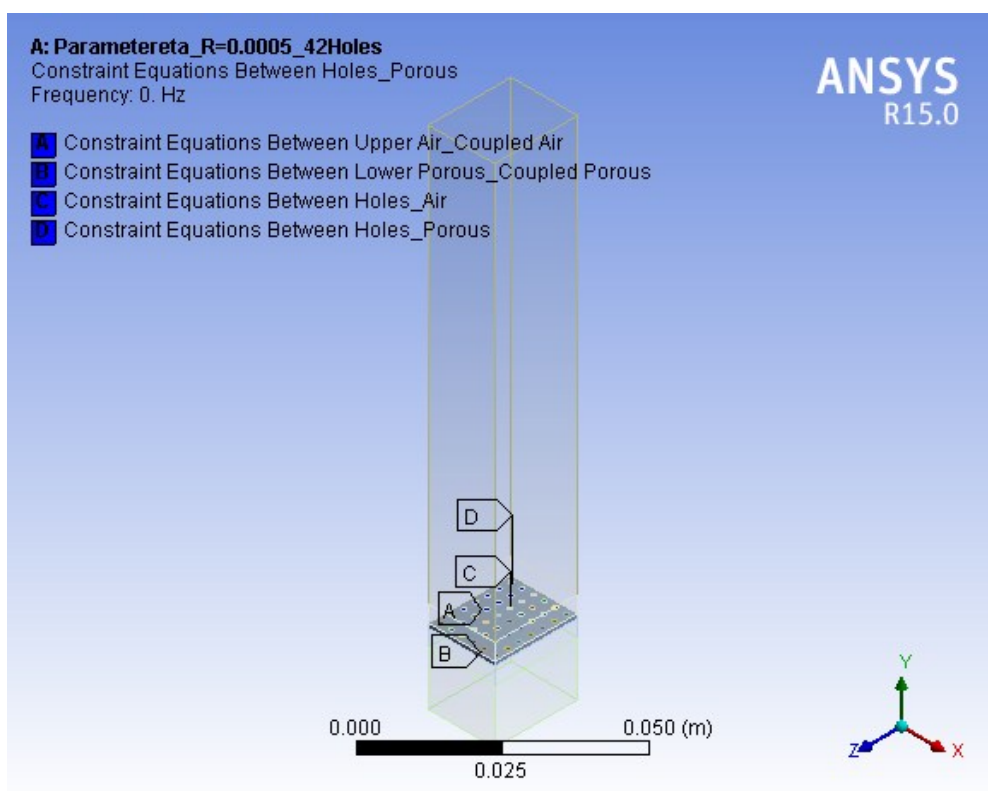 A: Parametereta_R=0.0005_42Holes
Constraint Equations Between Holes_Porous
Frequency: 0. Hz
ANSYS
R15.0
A Constraint Equations Between Upper Air_Coupled Air
B Constraint Equations Between Lower Porous_Coupled Porous
C Constraint Equations Between Holes_Air
D Constraint Equations Between Holes_Porous
D
C
A
B
Y
Z X
0.000 0.050 (m)
0.025